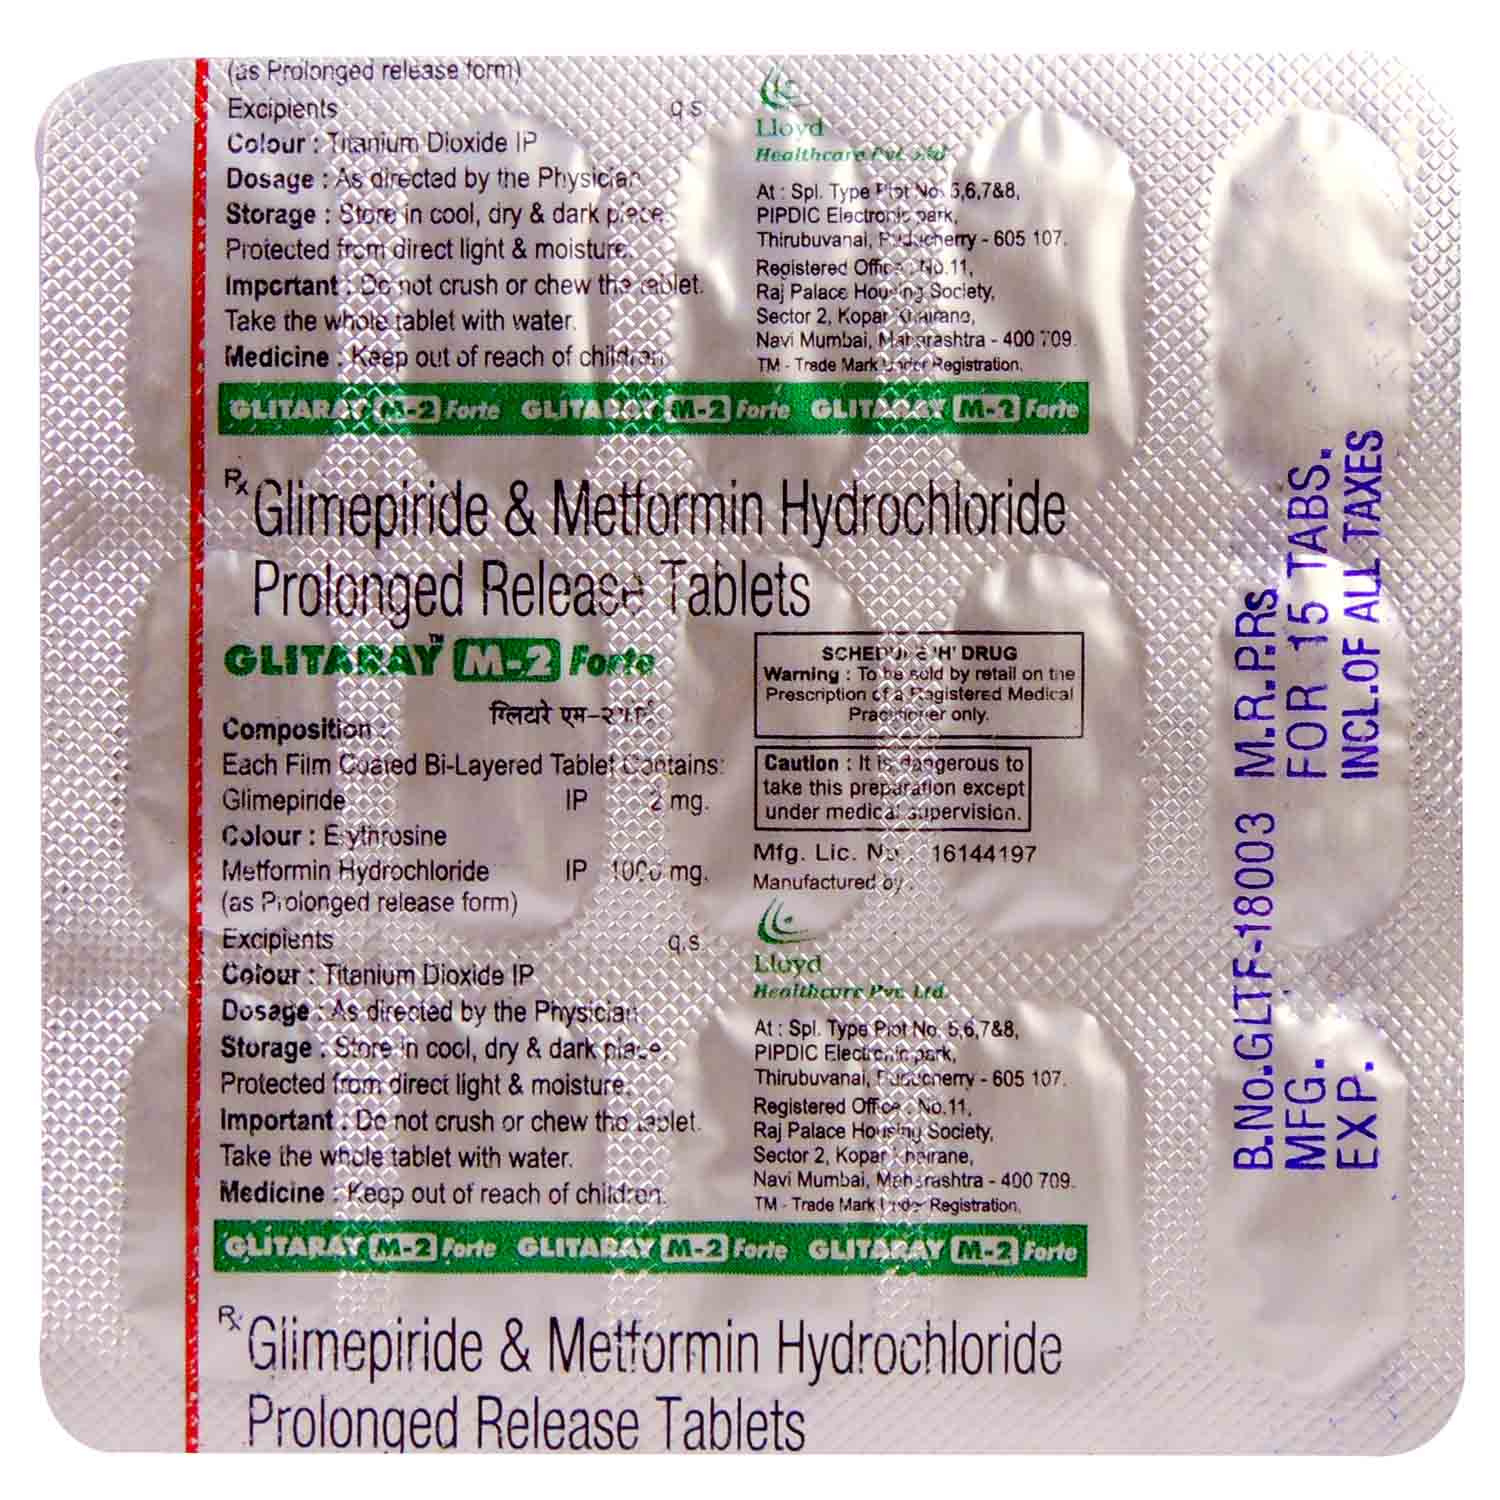 (as Prolonged release form)
Excipients q.s.
Colour : Titanium Dioxide IP
Dosage : As directed by the Physician
Storage : Store in cool, dry & dark place.
Protected from direct light & moisture.
Important : Do not crush or chew the tablet.
Take the whole tablet with water.
Medicine : Keep out of reach of children
Lloyd
Healthcare Pvt. Ltd
At : Spl. Type Plot No. 5,6,7&8,
PIPDIC Electronic park,
Thirubuvanai, Puducherry - 605 107.
Registered Office : No.11,
Raj Palace Housing Society,
Sector 2, Kopar Khairane,
Navi Mumbai, Maharashtra - 400 709.
TM - Trade Mark Under Registration.
GLITARAY M-2 Forte GLITARAY M-2 Forte GLITARAY M-2 Forte
Rx Glimepiride & Metformin Hydrochloride
Prolonged Release Tablets
GLITARAY™ M-2 Forte
ग्लिटारे एम-२
Composition :
Each Film Coated Bi-Layered Tablet Contains:
Glimepiride IP 2 mg.
Colour : Erythrosine
Metformin Hydrochloride IP 1000 mg.
(as Prolonged release form)
Excipients q.s.
Colour : Titanium Dioxide IP
Dosage : As directed by the Physician
Storage : Store in cool, dry & dark place.
Protected from direct light & moisture.
Important : Do not crush or chew the tablet.
Take the whole tablet with water.
Medicine : Keep out of reach of children.
SCHEDULE 'H' DRUG
Warning : To be sold by retail on the
Prescription of a Registered Medical
Practitioner only.
Caution : It is dangerous to
take this preparation except
under medical supervision.
Mfg. Lic. No. : 16144197
Manufactured by :
Lloyd
Healthcare Pvt. Ltd.
At : Spl. Type Plot No. 5,6,7&8,
PIPDIC Electronic park,
Thirubuvanai, Puducherry - 605 107.
Registered Office : No.11,
Raj Palace Housing Society,
Sector 2, Kopar Khairane,
Navi Mumbai, Maharashtra - 400 709.
TM - Trade Mark Under Registration.
GLITARAY M-2 Forte GLITARAY M-2 Forte GLITARAY M-2 Forte
Rx Glimepiride & Metformin Hydrochloride
Prolonged Release Tablets
B.No.GLTF-18003 M.R.P.Rs.
MFG. FOR 15 TABS.
EXP. INCL.OF ALL TAXES